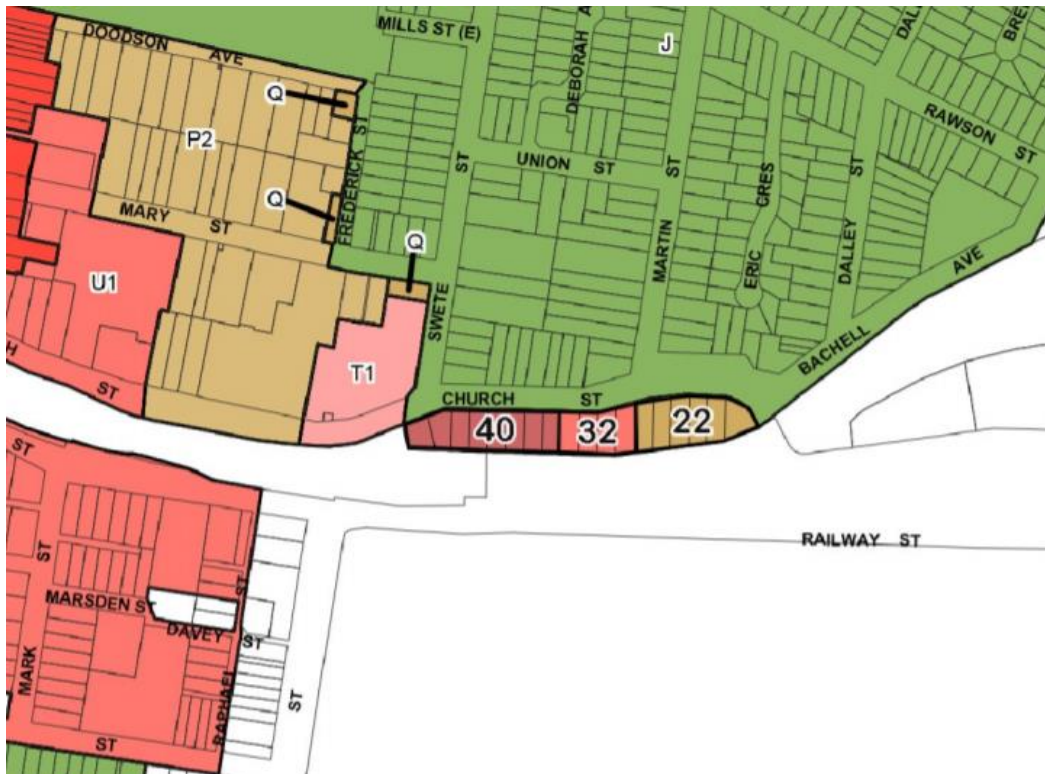 MILLS ST (E)
DOODSON AVE
DEBORAH A
J
DAL
BRE
Q
P2
RAWSON ST
FREDERICK ST
ST
UNION ST
ST
CRES
ST
Q
MARY ST
Q
MARTIN
DALLEY
AVE
U1
SWETE
ERIC
BACHELL
H ST
T1
CHURCH ST
40
32
22
ST
ST
RAILWAY ST
MARSDEN ST
ST
DAVEY ST
MARK
RAPHAEL
ST
ST